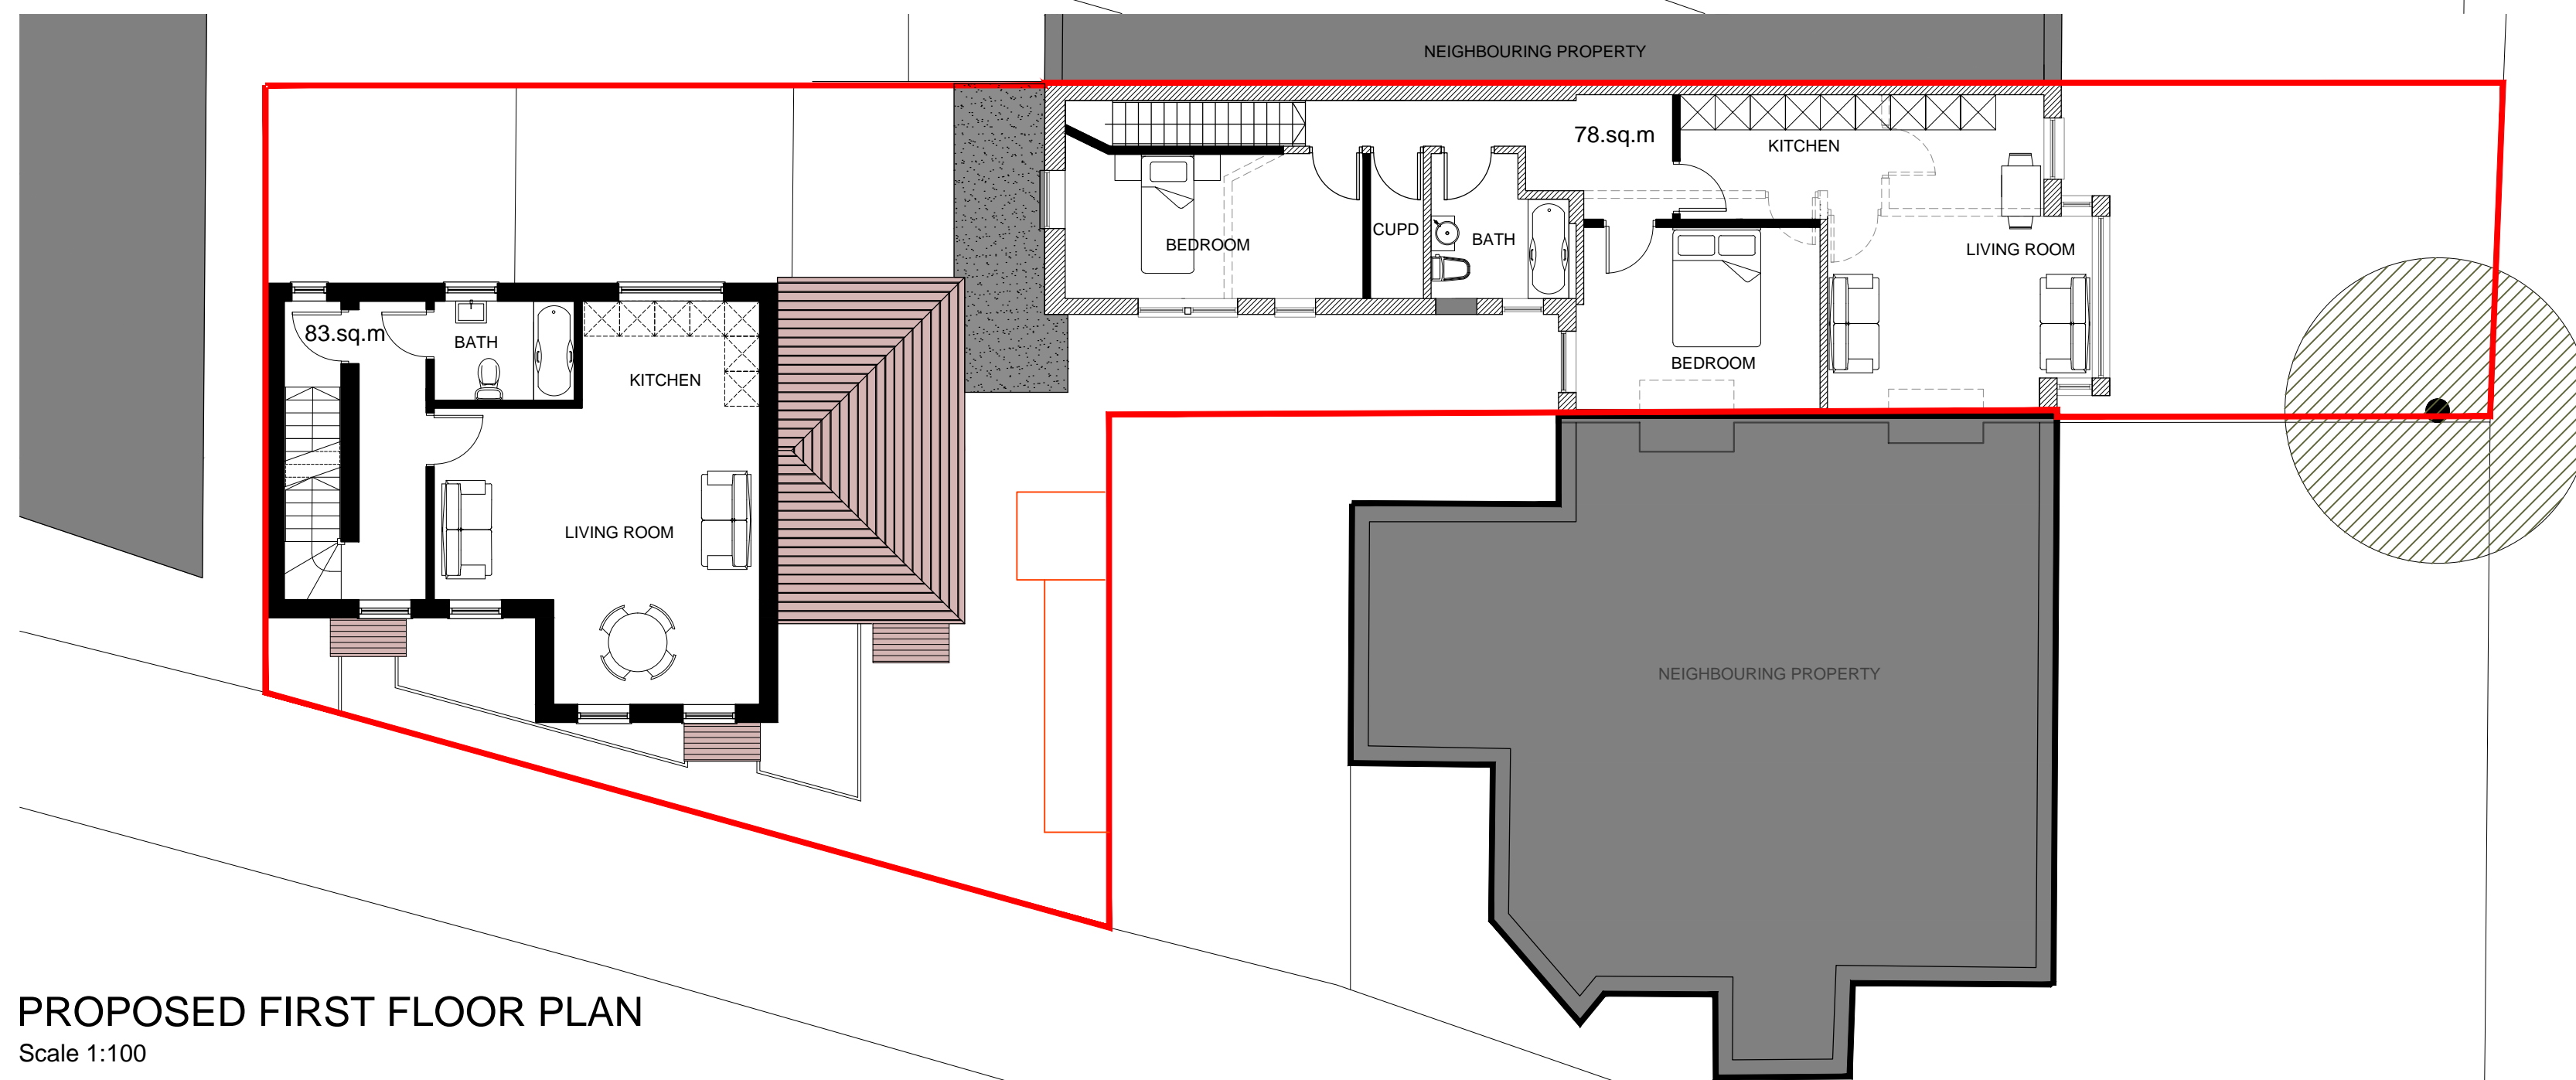 NEIGHBOURING PROPERTY
78.sq.m
KITCHEN
CUPD
BATH
BEDROOM
LIVING ROOM
83.sq.m
BATH
KITCHEN
BEDROOM
LIVING ROOM
NEIGHBOURING PROPERTY
PROPOSED FIRST FLOOR PLAN
Scale 1:100